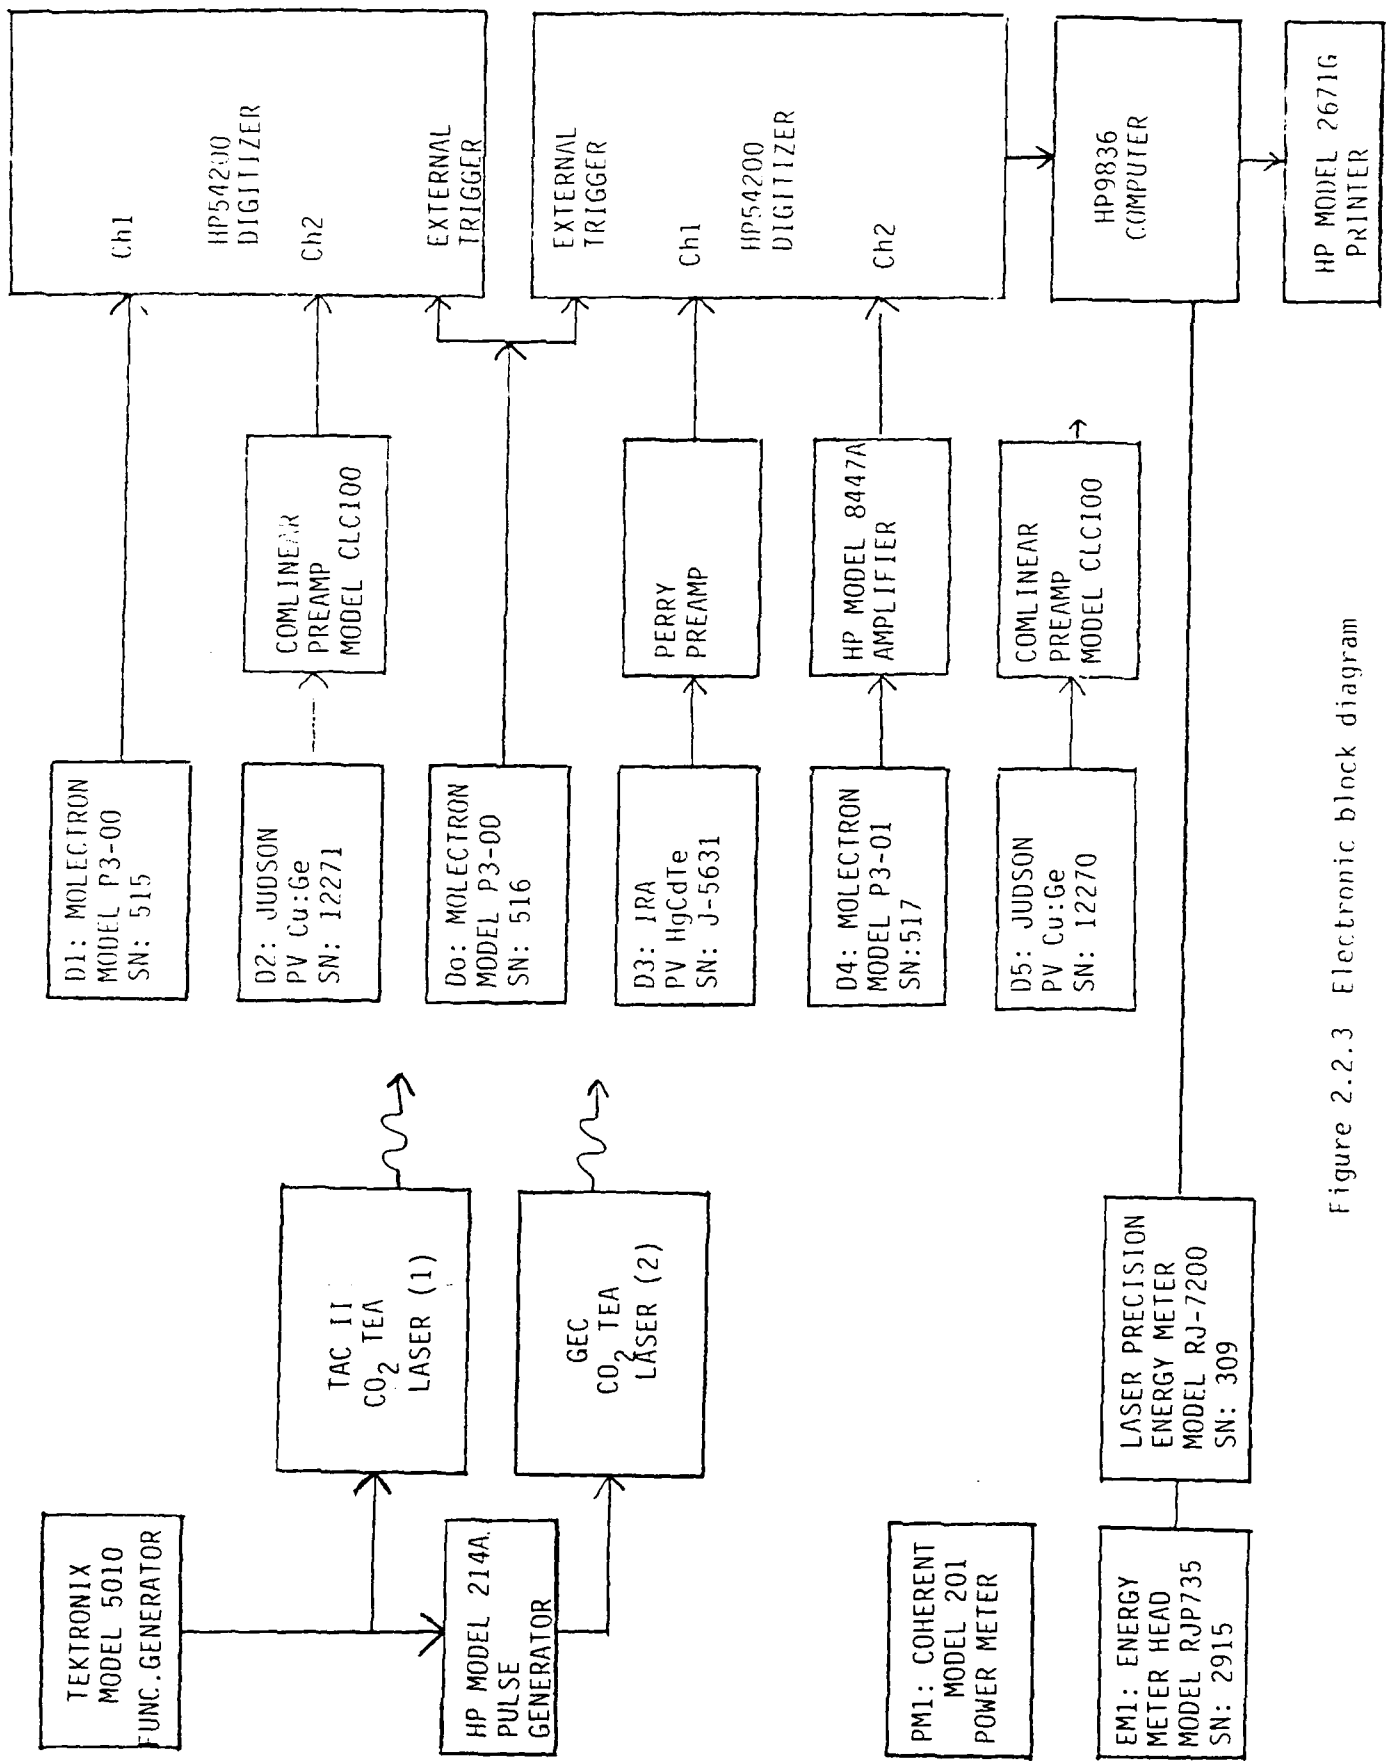 TEKTRONIX
MODEL 5010
FUNC.GENERATOR
HP MODEL 214A
PULSE
GENERATOR
TAC II
CO2 TEA
LASER (1)
GEC
CO2 TEA
LASER (2)
PM1: COHERENT
MODEL 201
POWER METER
EM1: ENERGY
METER HEAD
MODEL RJP735
SN: 2915
LASER PRECISION
ENERGY METER
MODEL RJ-7200
SN: 309
D1: MOLECTRON
MODEL P3-00
SN: 515
D2: JUDSON
PV Cu:Ge
SN: 12271
Do: MOLECTRON
MODEL P3-00
SN: 516
D3: IRA
PV HgCdTe
SN: J-5631
D4: MOLECTRON
MODEL P3-01
SN:517
D5: JUDSON
PV Cu:Ge
SN: 12270
COMLINEAR
PREAMP
MODEL CLC100
PERRY
PREAMP
HP MODEL 8447A
AMPLIFIER
COMLINEAR
PREAMP
MODEL CLC100
Ch1
HP54200
DIGITIZER
Ch2
EXTERNAL
TRIGGER
EXTERNAL
TRIGGER
Ch1
HP54200
DIGITIZER
Ch2
HP9836
COMPUTER
HP MODEL 2671G
PRINTER
Figure 2.2.3 Electronic block diagram